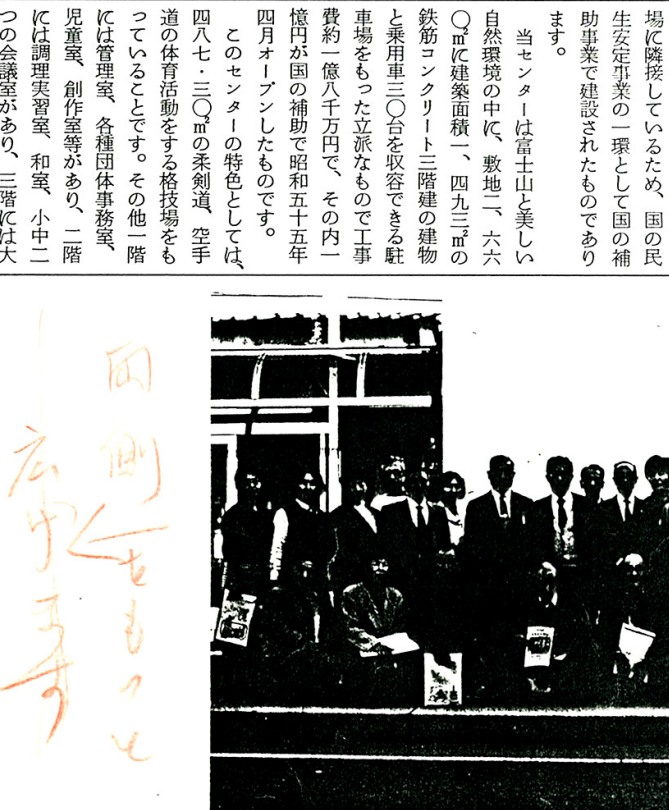 場に隣接しているため、国の民
生安定事業の一環として国の補
助事業で建設されたものであり
ます。
当センターは富士山と美しい
自然環境の中に、敷地二、六六
〇㎡に建築面積一、四九三㎡の
鉄筋コンクリート三階建の建物
と乗用車三〇台を収容できる駐
車場をもった立派なもので工事
費約一億八千万円で、その内一
億円が国の補助で昭和五十五年
四月オープンしたものです。
このセンターの特色としては、
四八七・三〇㎡の柔剣道、空手
道の体育活動をする格技場をも
っていることです。その他一階
には管理室、各種団体事務室、
児童室、創作室等があり、二階
には調理実習室、和室、小中二
つの会議室があり、三階には大
両側をもっと
広
ます